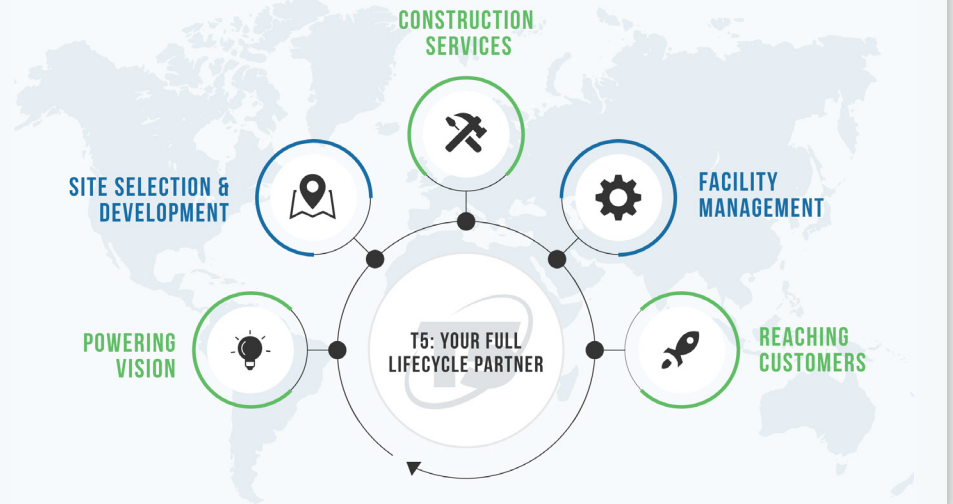 CONSTRUCTION
SERVICES
SITE SELECTION &
DEVELOPMENT
FACILITY
MANAGEMENT
POWERING
VISION
T5: YOUR FULL
LIFECYCLE PARTNER
REACHING
CUSTOMERS